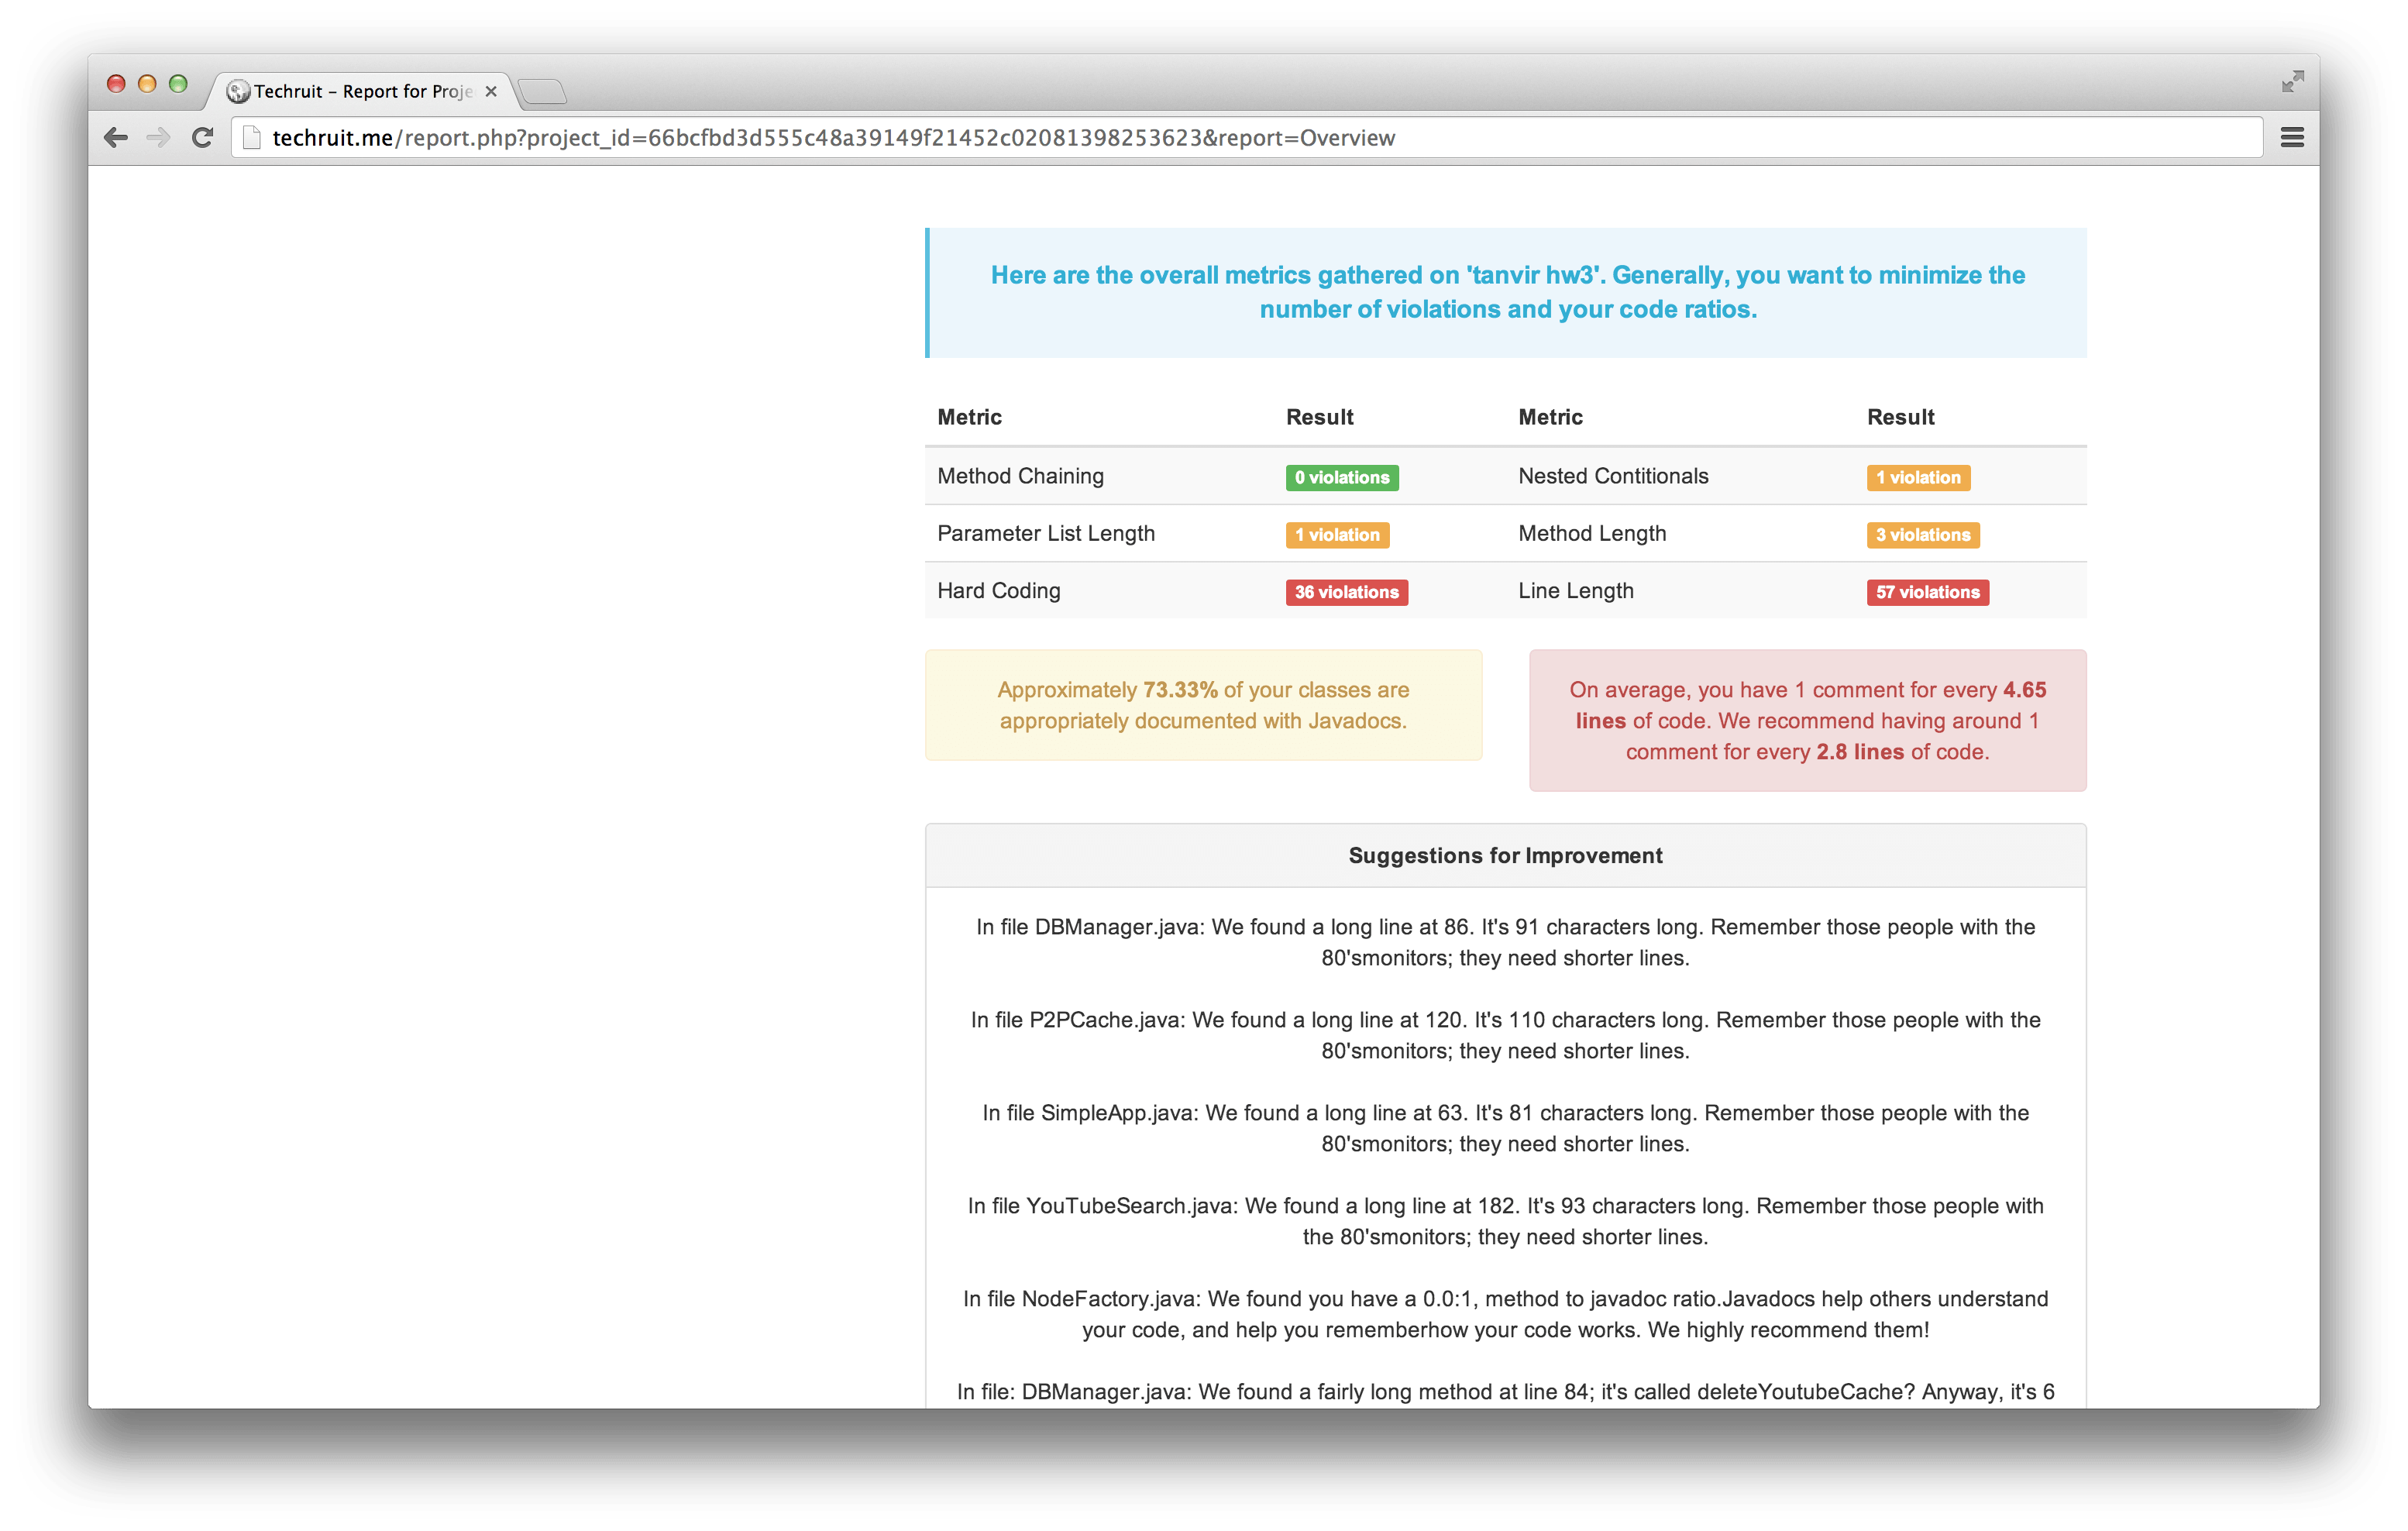 Techruit – Report for Proje
techruit.me/report.php?project_id=66bcfbd3d555c48a39149f21452c02081398253623&report=Overview
Here are the overall metrics gathered on 'tanvir hw3'. Generally, you want to minimize the
number of violations and your code ratios.
Metric Result Metric Result
Method Chaining 0 violations Nested Contitionals 1 violation
Parameter List Length 1 violation Method Length 3 violations
Hard Coding 36 violations Line Length 57 violations
Approximately 73.33% of your classes are
appropriately documented with Javadocs.
On average, you have 1 comment for every 4.65
lines of code. We recommend having around 1
comment for every 2.8 lines of code.
Suggestions for Improvement
In file DBManager.java: We found a long line at 86. It's 91 characters long. Remember those people with the
80'smonitors; they need shorter lines.
In file P2PCache.java: We found a long line at 120. It's 110 characters long. Remember those people with the
80'smonitors; they need shorter lines.
In file SimpleApp.java: We found a long line at 63. It's 81 characters long. Remember those people with the
80'smonitors; they need shorter lines.
In file YouTubeSearch.java: We found a long line at 182. It's 93 characters long. Remember those people with
the 80'smonitors; they need shorter lines.
In file NodeFactory.java: We found you have a 0.0:1, method to javadoc ratio.Javadocs help others understand
your code, and help you rememberhow your code works. We highly recommend them!
In file: DBManager.java: We found a fairly long method at line 84; it's called deleteYoutubeCache? Anyway, it's 6